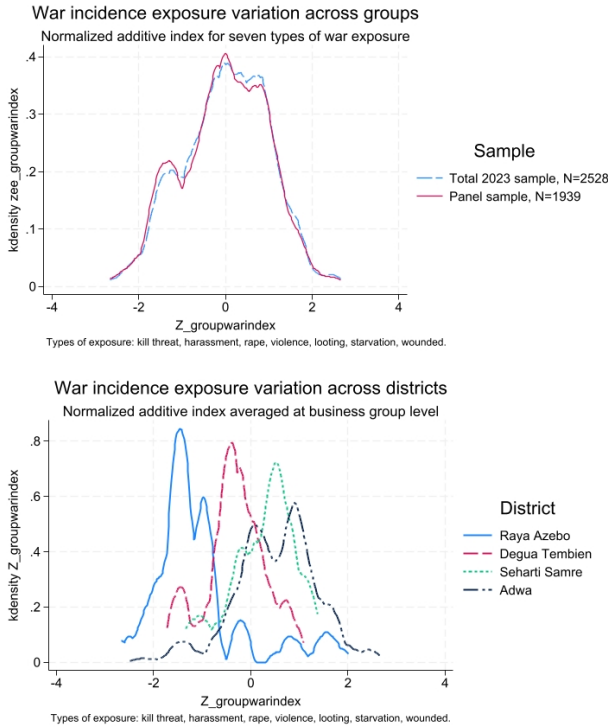 War incidence exposure variation across groups
Normalized additive index for seven types of war exposure
kdensity zee_groupwarindex
.4
.3
.2
.1
0
-4 -2 0 2 4
Z_groupwarindex
Types of exposure: kill threat, harassment, rape, violence, looting, starvation, wounded.
Sample
Total 2023 sample, N=2528
Panel sample, N=1939
War incidence exposure variation across districts
Normalized additive index averaged at business group level
kdensity Z_groupwarindex
.8
.6
.4
.2
0
-4 -2 0 2 4
Z_groupwarindex
Types of exposure: kill threat, harassment, rape, violence, looting, starvation, wounded.
District
Raya Azebo
Degua Tembien
Seharti Samre
Adwa